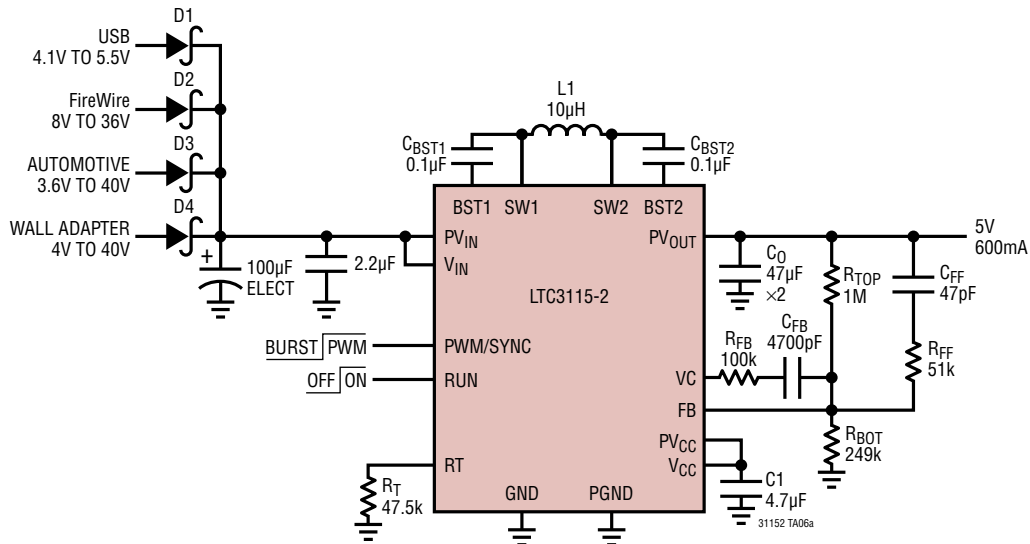 D1
USB
4.1V TO 5.5V
D2
FireWire
8V TO 36V
D3
AUTOMOTIVE
3.6V TO 40V
D4
WALL ADAPTER
4V TO 40V
+
100µF
ELECT
2.2µF
L1
10µH
CBST1
0.1µF
CBST2
0.1µF
BST1 SW1 SW2 BST2
PVIN
VIN
PVOUT
LTC3115-2
BURST PWM
PWM/SYNC
OFF ON
RUN
VC
FB
PVCC
VCC
RT
GND PGND
RT
47.5k
5V
600mA
CO
47µF
×2
RTOP
1M
CFF
47pF
RFB
100k
CFB
4700pF
RFF
51k
RBOT
249k
C1
4.7µF
31152 TA06a